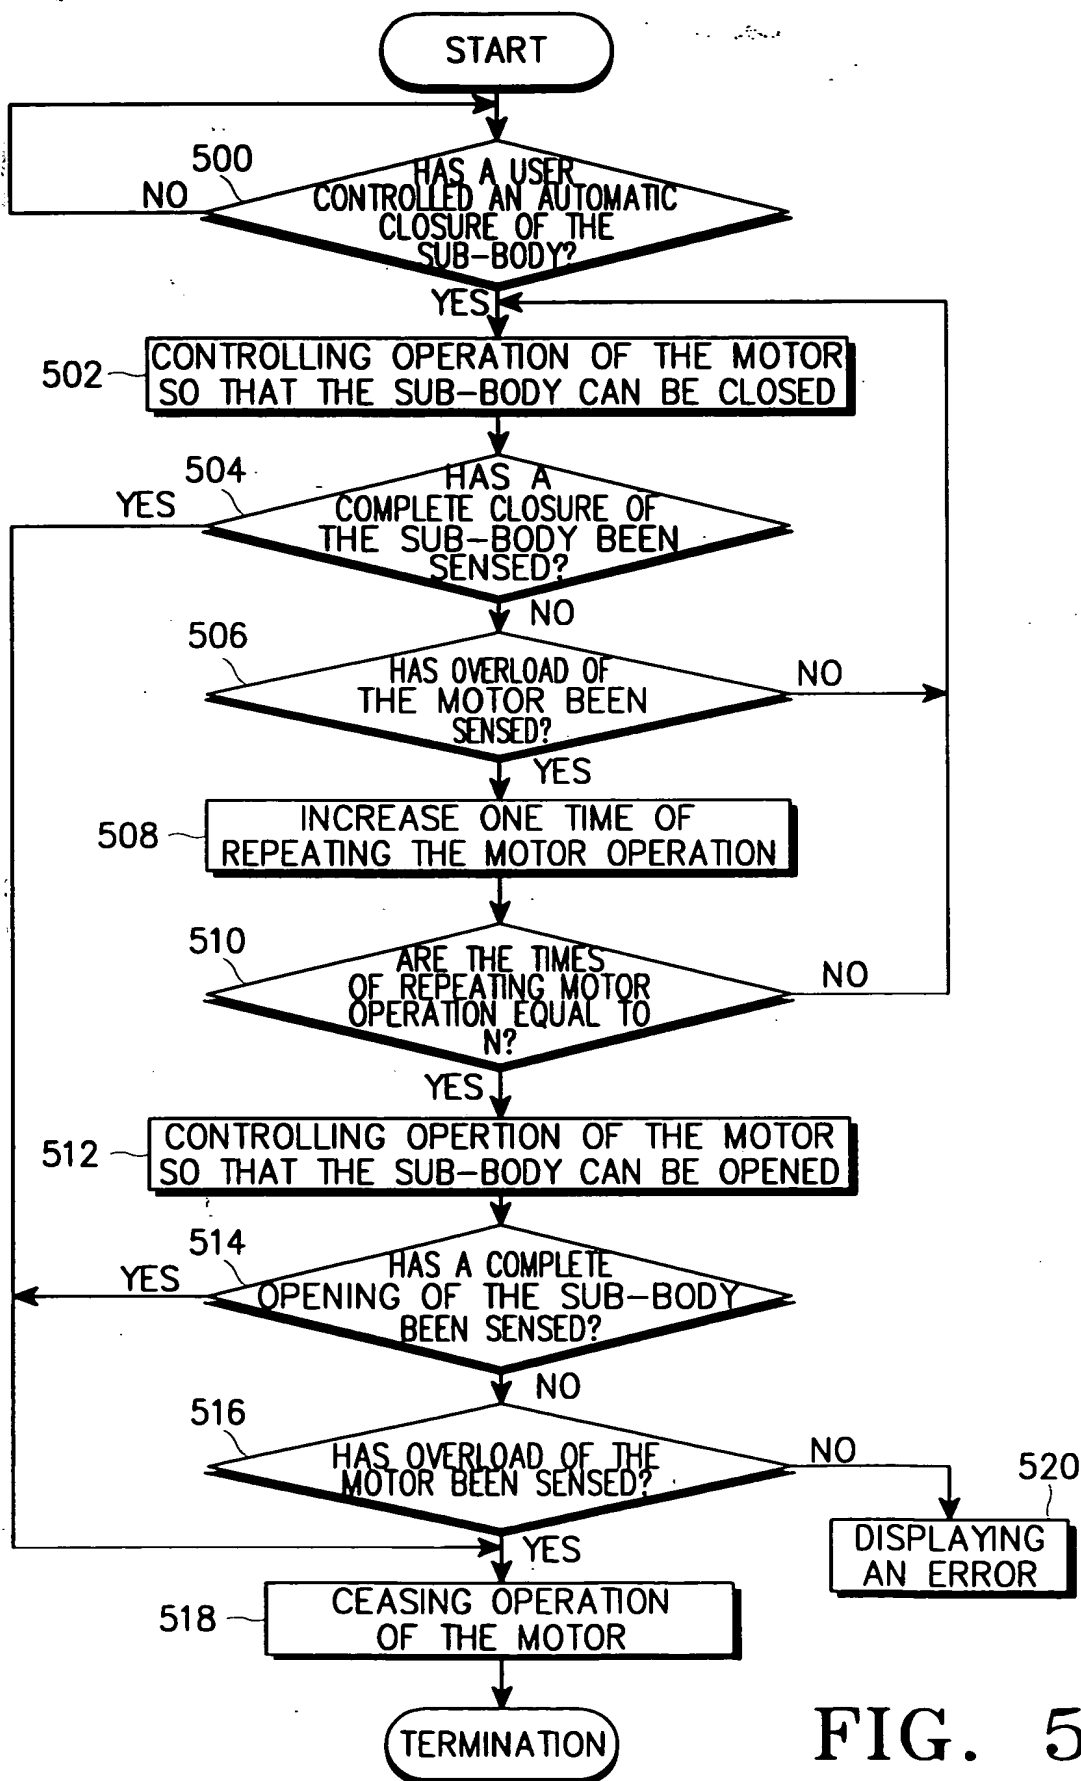 START
500
NO
HAS A USER
CONTROLLED AN AUTOMATIC
CLOSURE OF THE
SUB-BODY?
YES
502
CONTROLLING OPERATION OF THE MOTOR
SO THAT THE SUB-BODY CAN BE CLOSED
504
YES
HAS A
COMPLETE CLOSURE OF
THE SUB-BODY BEEN
SENSED?
NO
506
HAS OVERLOAD OF
THE MOTOR BEEN
SENSED?
NO
YES
508
INCREASE ONE TIME OF
REPEATING THE MOTOR OPERATION
510
ARE THE TIMES
OF REPEATING MOTOR
OPERATION EQUAL TO
N?
NO
YES
512
CONTROLLING OPERTION OF THE MOTOR
SO THAT THE SUB-BODY CAN BE OPENED
514
YES
HAS A COMPLETE
OPENING OF THE SUB-BODY
BEEN SENSED?
NO
516
HAS OVERLOAD OF THE
MOTOR BEEN SENSED?
NO
520
YES
DISPLAYING
AN ERROR
518
CEASING OPERATION
OF THE MOTOR
TERMINATION
FIG. 5